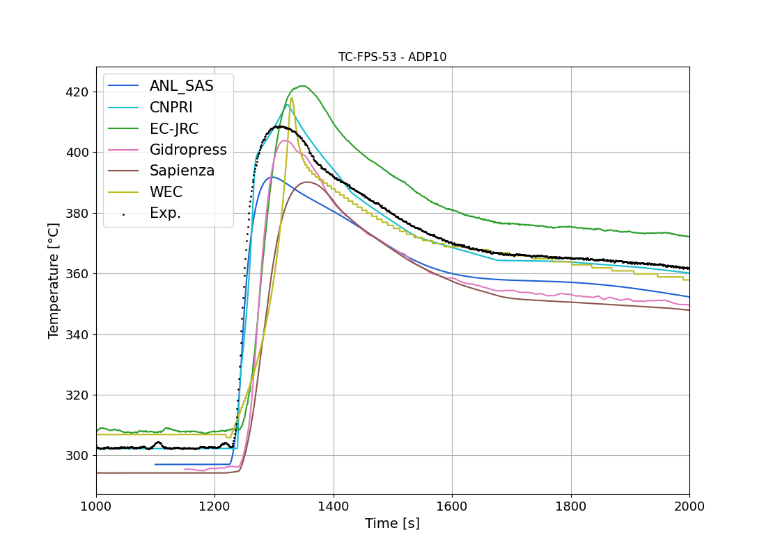 TC-FPS-53 - ADP10
ANL_SAS
CNPRI
EC-JRC
Gidropress
Sapienza
WEC
Exp.
Temperature [°C]
420
400
380
360
340
320
300
1000 1200 1400 1600 1800 2000
Time [s]